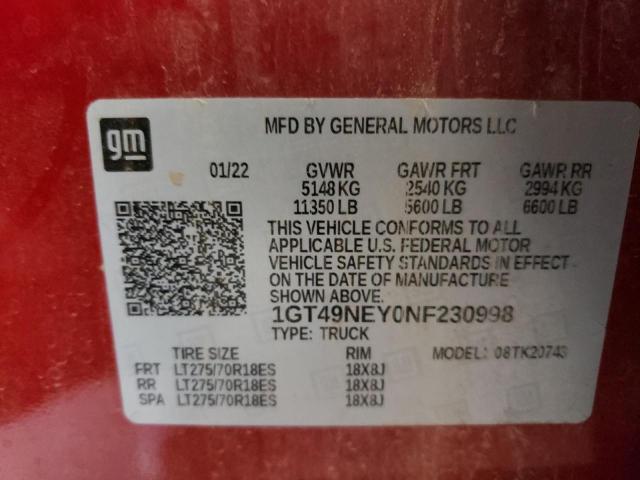 gm
MFD BY GENERAL MOTORS LLC
01/22 GVWR GAWR FRT GAWR RR
5148 KG 2540 KG 2994 KG
11350 LB 5600 LB 6600 LB
THIS VEHICLE CONFORMS TO ALL
APPLICABLE U.S. FEDERAL MOTOR
VEHICLE SAFETY STANDARDS IN EFFECT
ON THE DATE OF MANUFACTURE
SHOWN ABOVE.
1GT49NEY0NF230998
TYPE: TRUCK
TIRE SIZE RIM MODEL: 08TK20743
FRT LT275/70R18ES 18X8J
RR LT275/70R18ES 18X8J
SPA LT275/70R18ES 18X8J